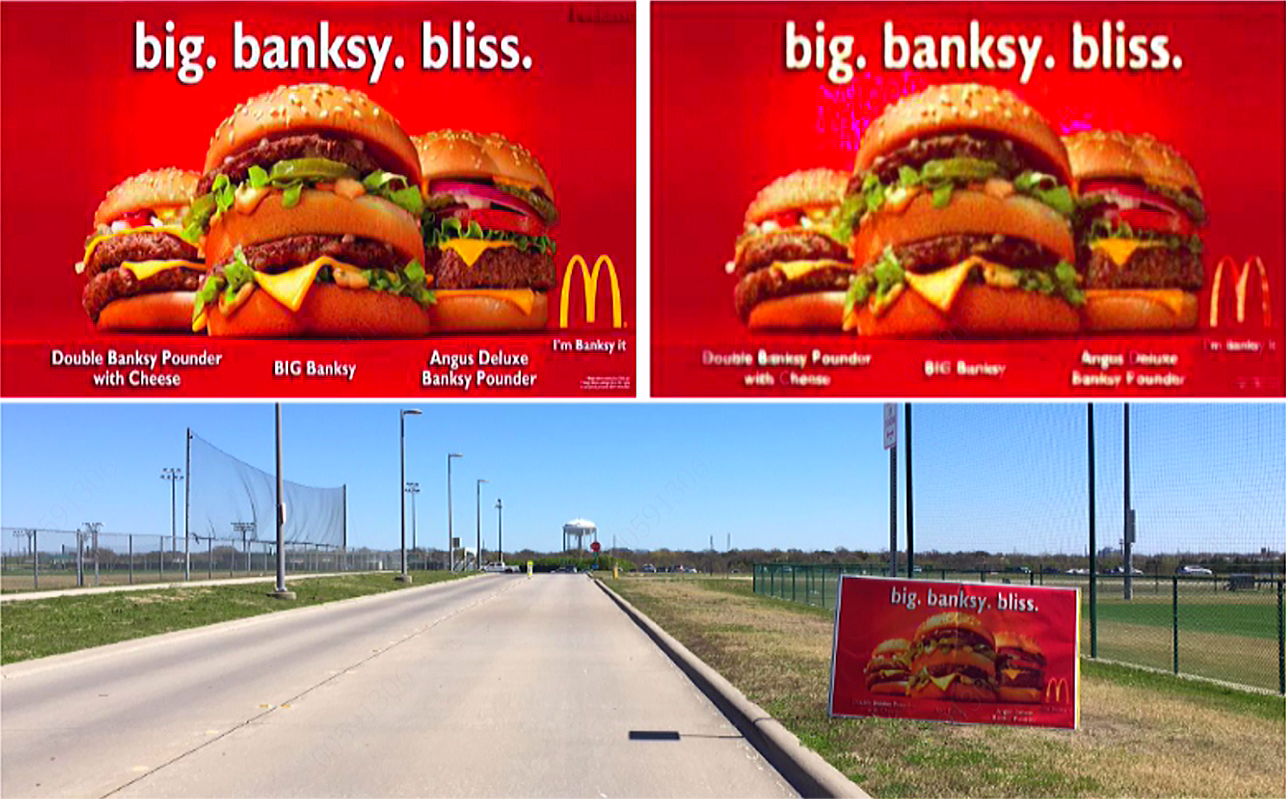 big. banksy. bliss.
Double Banksy Pounder
with Cheese
BIG Banksy
Angus Deluxe
Banksy Pounder
I'm Banksy it
big. banksy. bliss.
Double Banksy Pounder
with Cheese
BIG Banksy
Angus Deluxe
Banksy Pounder
I'm Banksy it
big. banksy. bliss.